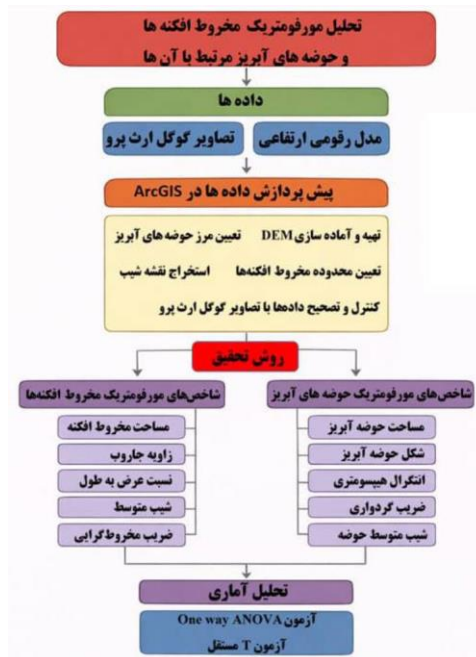 تحلیل مورفومتریک مخروط افکنه ها
و حوضه های آبریز مرتبط با آن ها
داده ها
مدل رقومی ارتفاعی
تصاویر گوگل ارث پرو
پیش پردازش داده ها در ArcGIS
تهیه و آماده سازی DEM
تعیین مرز حوضه های آبریز
تعیین محدوده مخروط افکنه‌ها
استخراج نقشه شیب
کنترل و تصحیح داده‌ها با تصاویر گوگل ارث پرو
روش تحقیق
شاخص‌های مورفومتریک حوضه های آبریز
مساحت حوضه آبریز
شکل حوضه آبریز
انتگرال هیپسومتری
ضریب گردواری
شیب متوسط حوضه
شاخص‌های مورفومتریک مخروط افکنه‌ها
مساحت مخروط افکنه
زاویه جاروب
نسبت عرض به طول
شیب متوسط
ضریب مخروط‌گرایی
تحلیل آماری
آزمون One way ANOVA
آزمون T مستقل